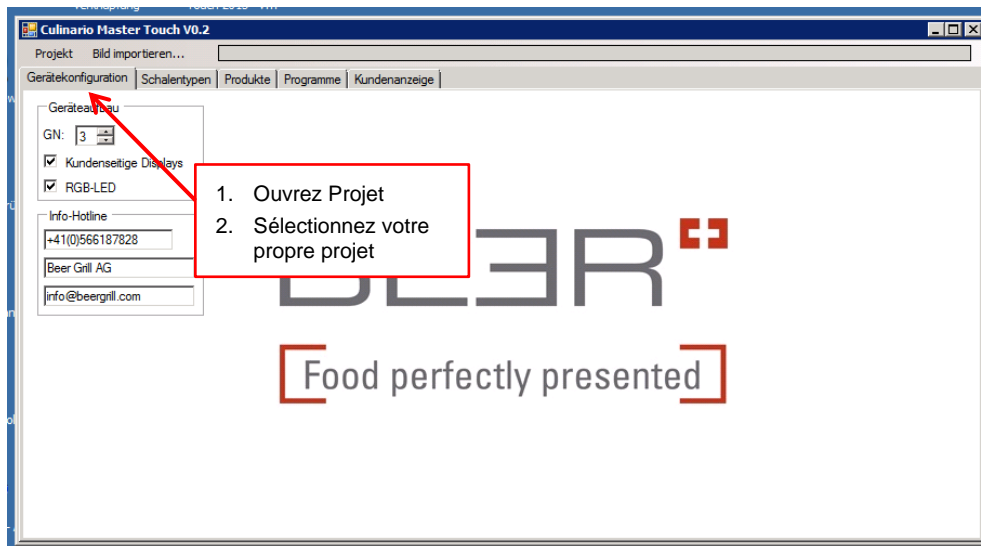 Culinario Master Touch V0.2
Projekt Bild importieren...
Gerätekonfiguration Schalentypen Produkte Programme Kundenanzeige
Geräteaufbau
GN: 3
Kundenseitige Displays
RGB-LED
1. Ouvrez Projet
2. Sélectionnez votre
propre projet
Info-Hotline
+41(0)566187828
Beer Grill AG
info@beergrill.com
BEER
Food perfectly presented